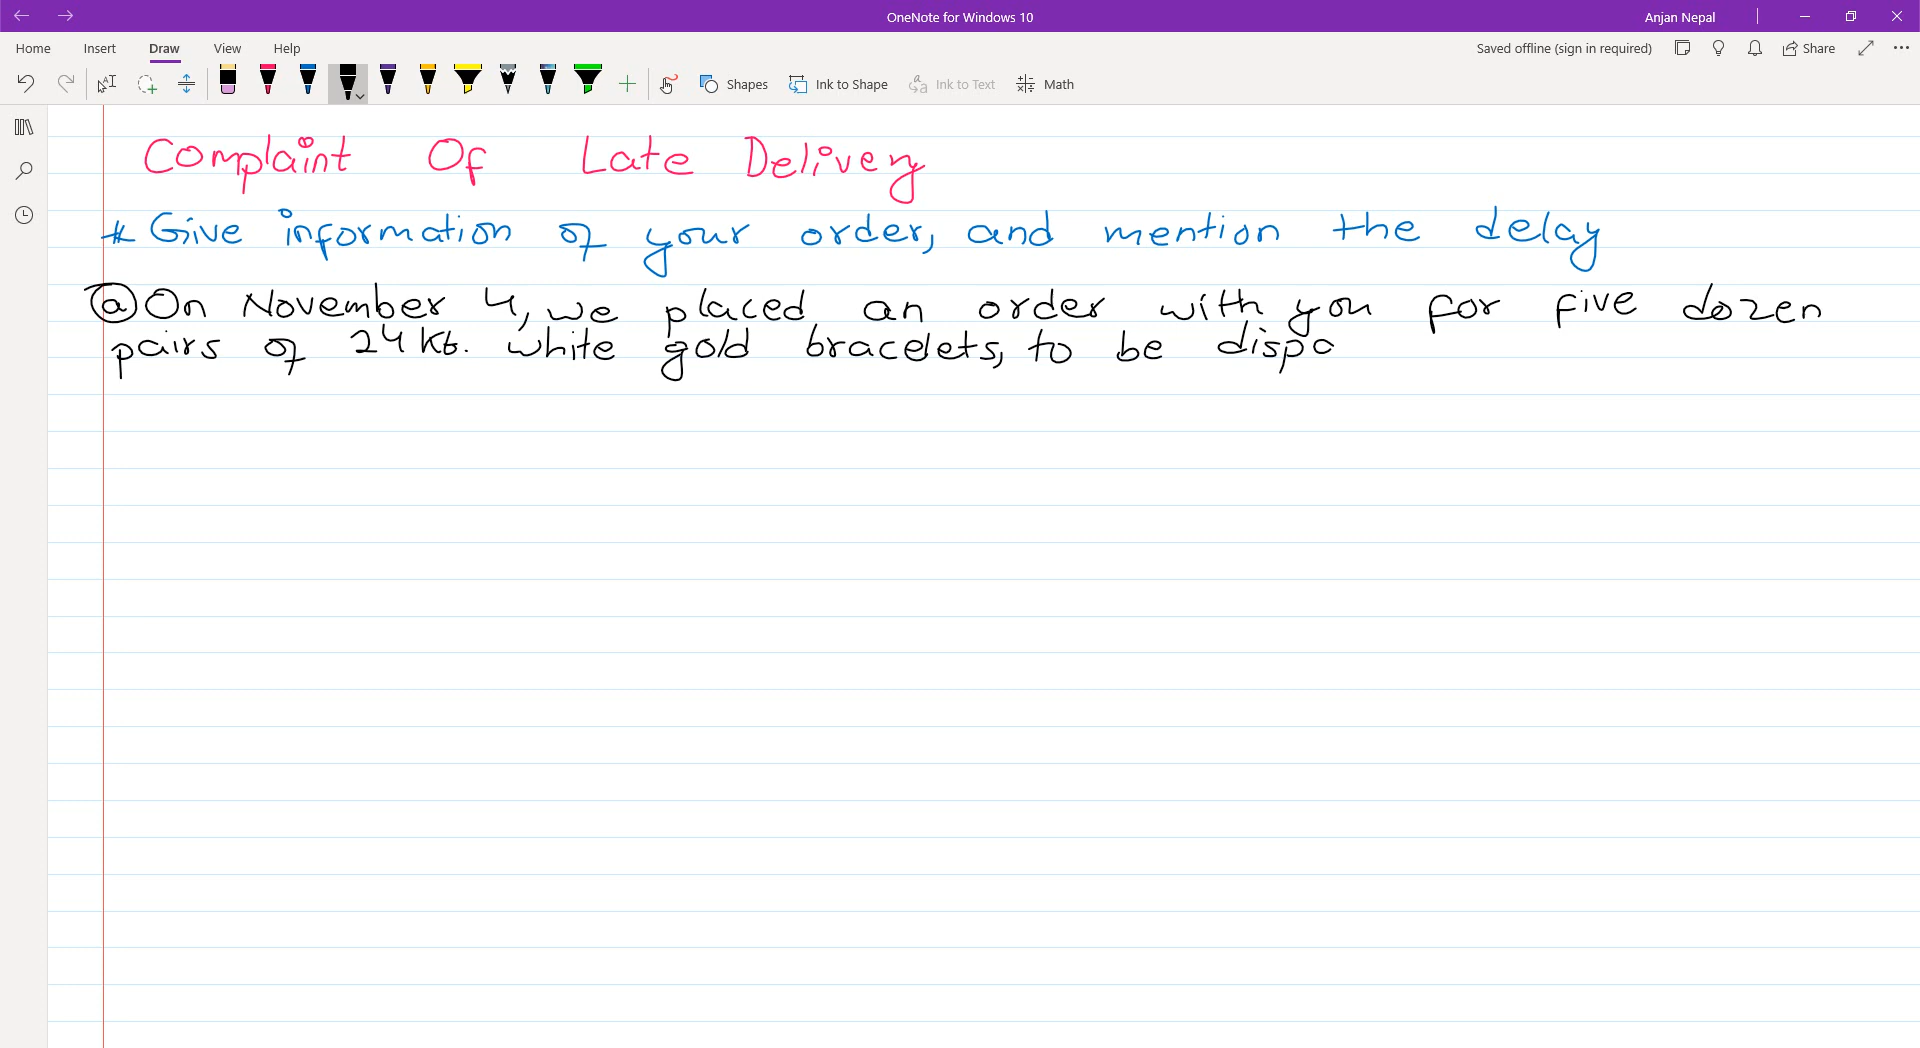 OneNote for Windows 10
Anjan Nepal
Home Insert Draw View Help
Saved offline (sign in required)
Share
Shapes
Ink to Shape
Ink to Text
Math
Complaint Of Late Delivery
* Give information of your order, and mention the delay
(a) On November 4, we placed an order with you for five dozen
pairs of 24 Kt. white gold bracelets, to be dispa